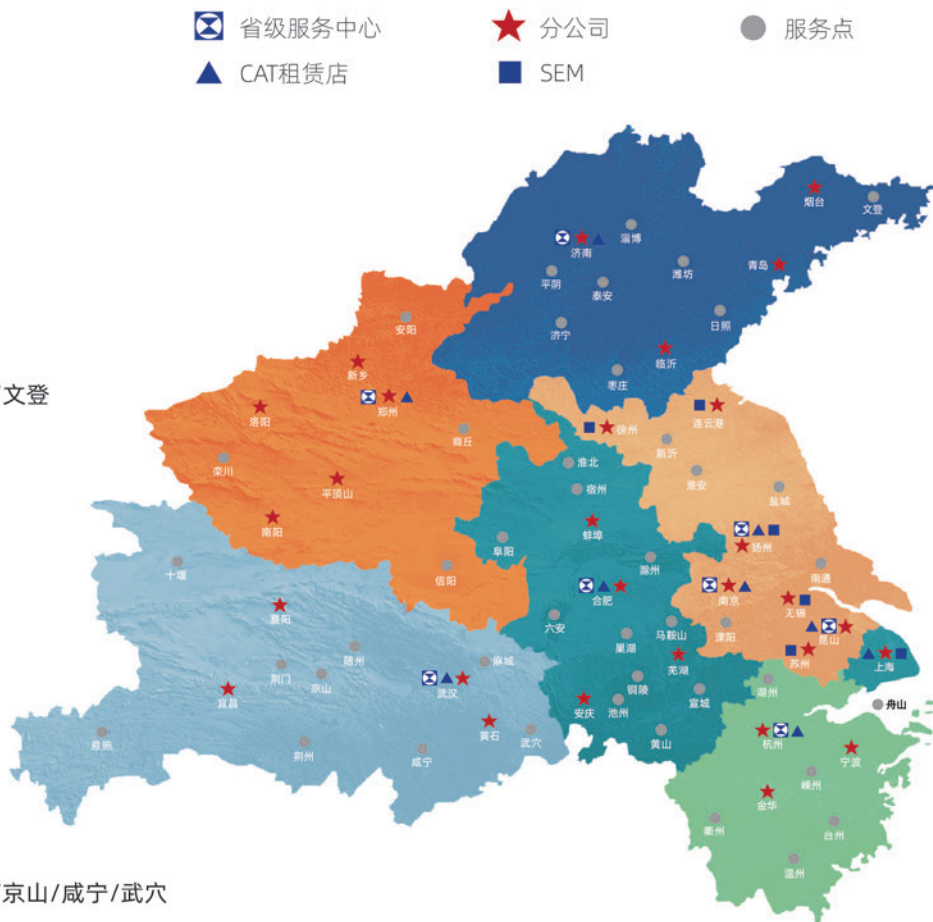 省级服务中心 分公司 服务点
CAT租赁店 SEM
烟台
文登
淄博
济南
潍坊
青岛
平阴
泰安
日照
济宁
安阳
临沂
枣庄
新乡
文登
郑州
洛阳
连云港
商丘
徐州
新沂
栾川
淮北
淮安
平顶山
宿州
盐城
南阳
蚌埠
扬州
阜阳
滁州
南通
十堰
信阳
合肥
南京
无锡
襄阳
六安
马鞍山
溧阳
昆山
随州
巢湖
苏州
麻城
芜湖
上海
荆门
京山
武汉
铜陵
宣城
湖州
宜昌
安庆
池州
舟山
黄石
恩施
武穴
黄山
杭州
荆州
咸宁
宁波
嵊州
金华
衢州
台州
温州
京山/咸宁/武穴